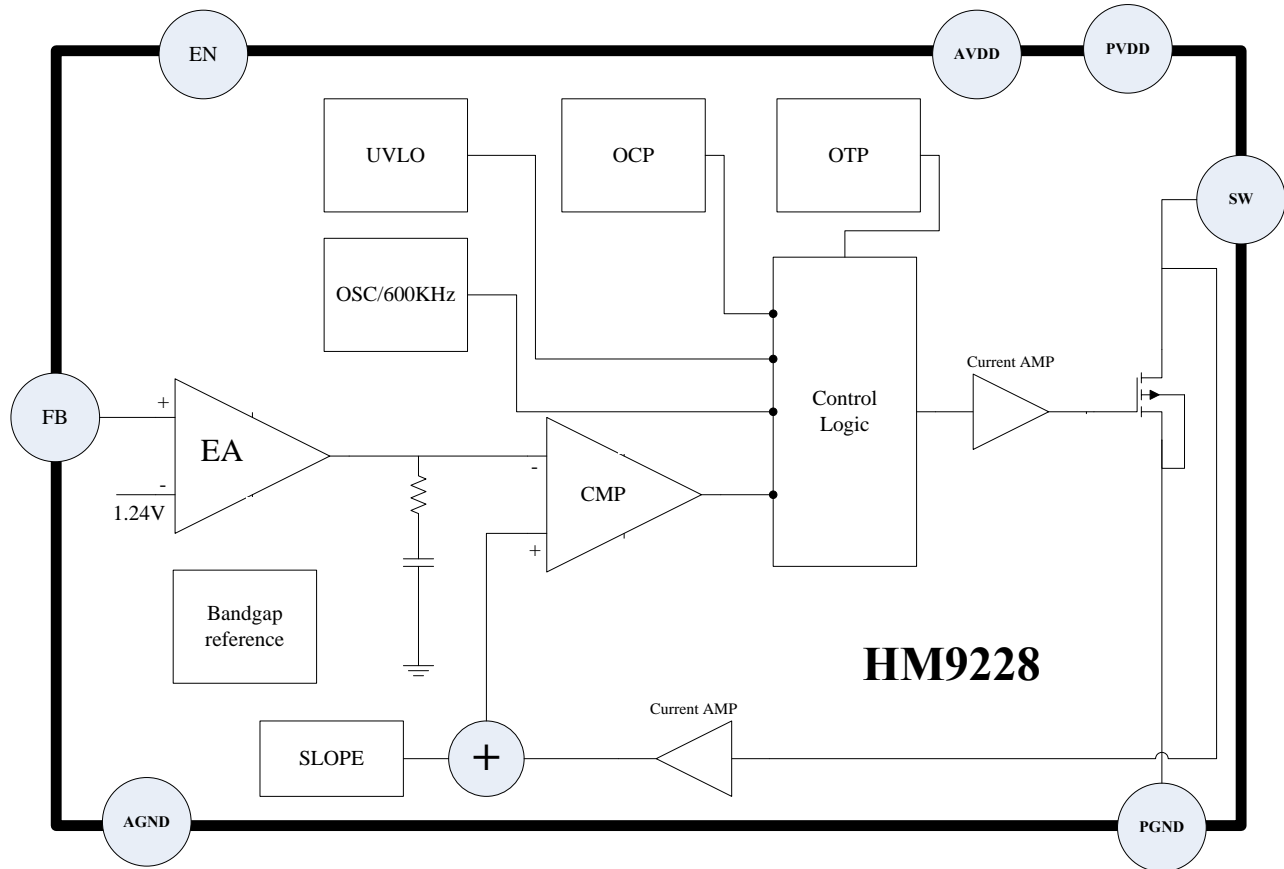 EN
AVDD
PVDD
UVLO
OCP
OTP
SW
OSC/600KHz
Current AMP
FB
+
EA
-
1.24V
-
CMP
+
Control
Logic
Bandgap
reference
HM9228
Current AMP
SLOPE
+
AGND
PGND